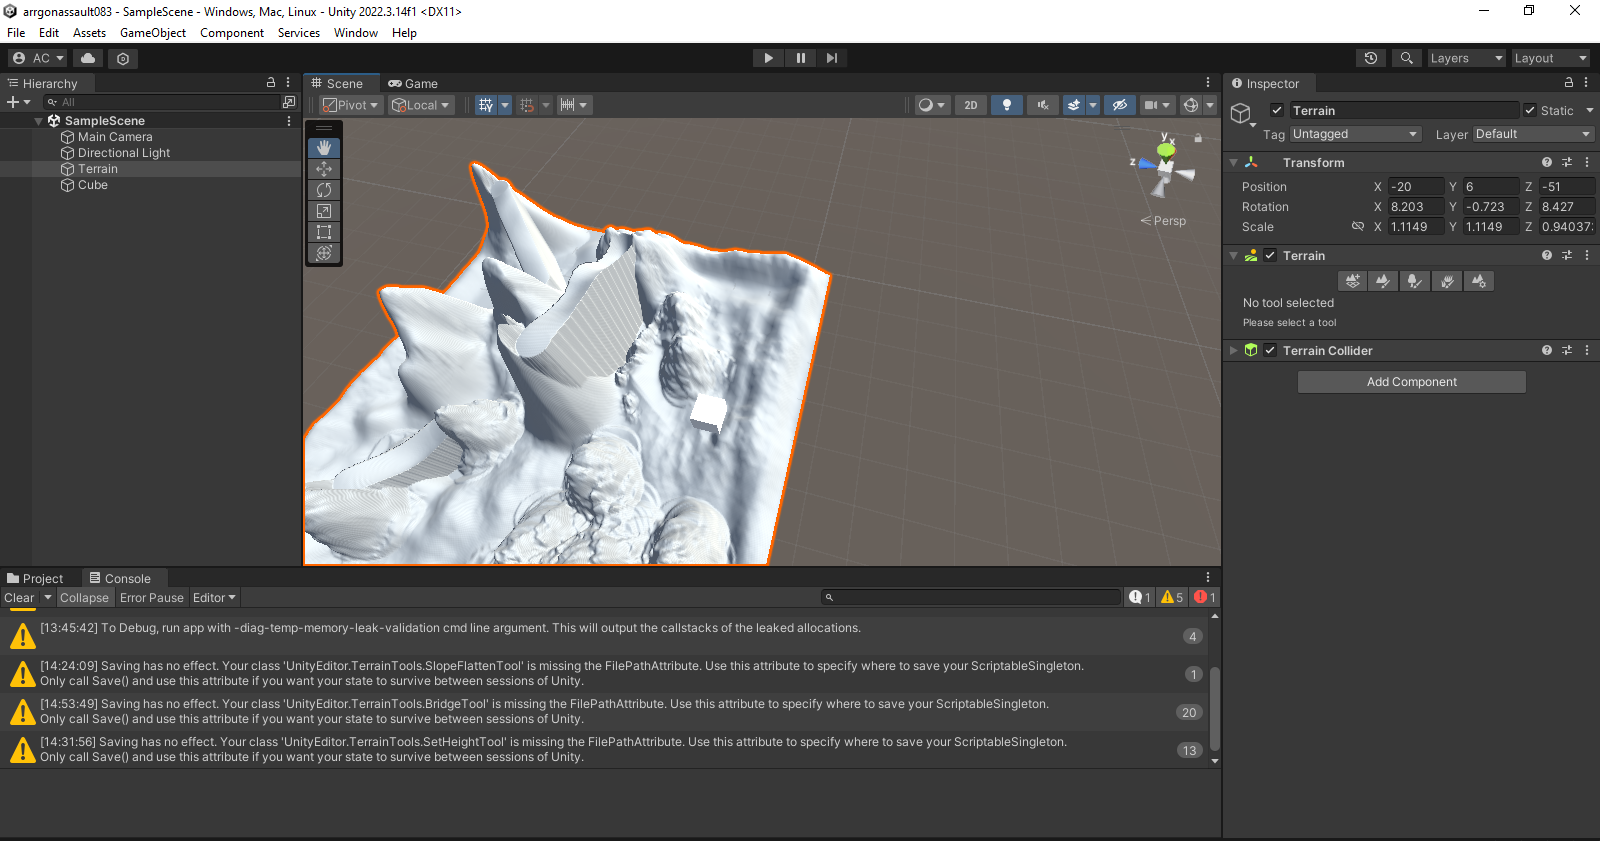 arrgonassault083 - SampleScene - Windows, Mac, Linux - Unity 2022.3.14f1 <DX11>
File Edit Assets GameObject Component Services Window Help
AC
Layers Layout
Hierarchy
All
SampleScene
Main Camera
Directional Light
Terrain
Cube
Scene Game
Pivot Local
2D
y
x
z
Persp
Inspector
Terrain Static
Tag Untagged Layer Default
Transform
Position X -20 Y 6 Z -51
Rotation X 8.203 Y -0.723 Z 8.427
Scale X 1.1149 Y 1.1149 Z 0.94037
Terrain
No tool selected
Please select a tool
Terrain Collider
Add Component
Project Console
Clear Collapse Error Pause Editor
1 5 1
[13:45:42] To Debug, run app with -diag-temp-memory-leak-validation cmd line argument. This will output the callstacks of the leaked allocations.
4
[14:24:09] Saving has no effect. Your class 'UnityEditor.TerrainTools.SlopeFlattenTool' is missing the FilePathAttribute. Use this attribute to specify where to save your ScriptableSingleton.
Only call Save() and use this attribute if you want your state to survive between sessions of Unity.
1
[14:53:49] Saving has no effect. Your class 'UnityEditor.TerrainTools.BridgeTool' is missing the FilePathAttribute. Use this attribute to specify where to save your ScriptableSingleton.
Only call Save() and use this attribute if you want your state to survive between sessions of Unity.
20
[14:31:56] Saving has no effect. Your class 'UnityEditor.TerrainTools.SetHeightTool' is missing the FilePathAttribute. Use this attribute to specify where to save your ScriptableSingleton.
Only call Save() and use this attribute if you want your state to survive between sessions of Unity.
13